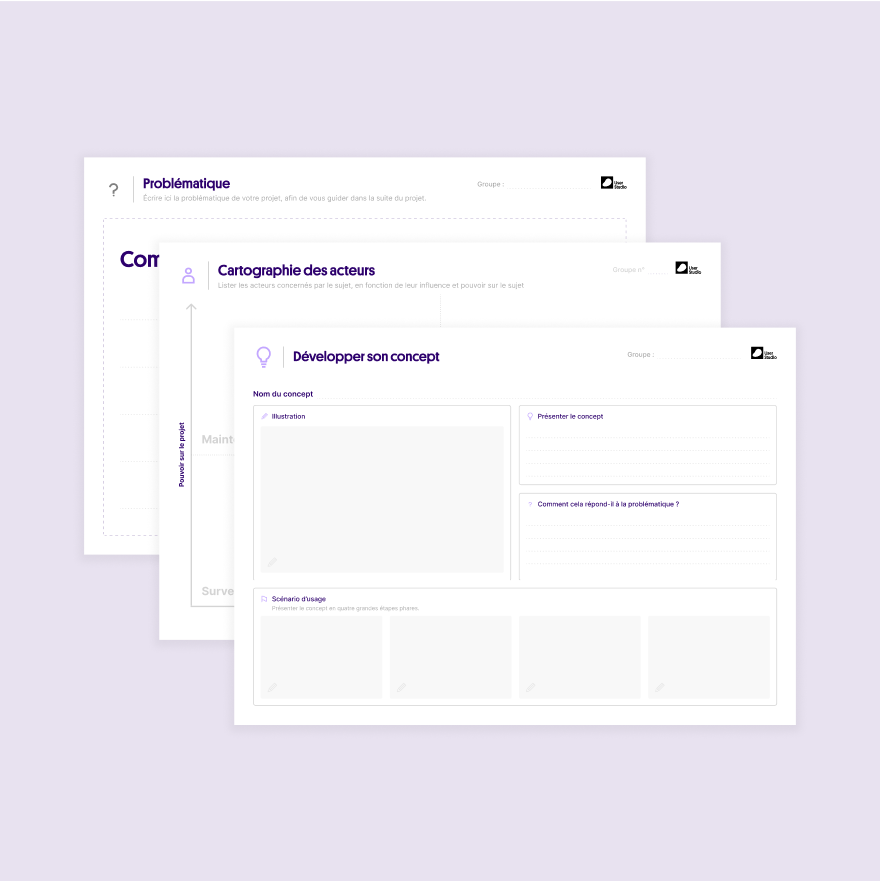 ?
Problématique
Écrire ici la problématique de votre projet, afin de vous guider dans la suite du projet.
Groupe :
User
Studio
Com
Cartographie des acteurs
Lister les acteurs concernés par le sujet, en fonction de leur influence et pouvoir sur le sujet
Groupe n°
User
Studio
Pouvoir sur le projet
Maint
Surve
Développer son concept
Groupe :
User
Studio
Nom du concept
Illustration
Présenter le concept
? Comment cela répond-il à la problématique ?
Scénario d'usage
Présenter le concept en quatre grandes étapes phares.